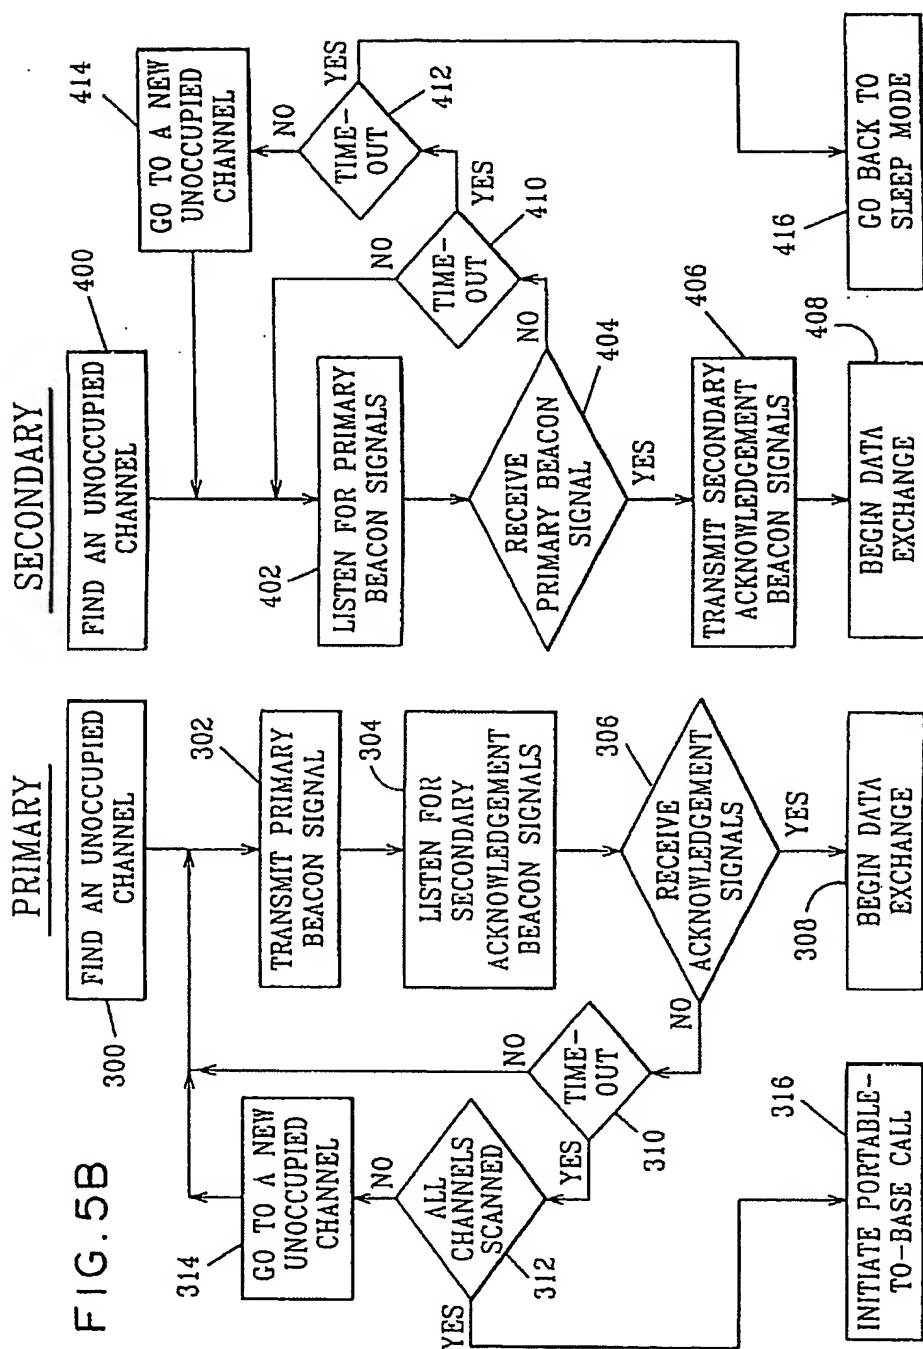 FIG.5B
PRIMARY
300
FIND AN UNOCCUPIED
CHANNEL
302
TRANSMIT PRIMARY
BEACON SIGNAL
304
LISTEN FOR
SECONDARY
ACKNOWLEDGEMENT
BEACON SIGNALS
306
RECEIVE
ACKNOWLEDGEMENT
SIGNALS
YES
NO
308
BEGIN DATA
EXCHANGE
TIME-
OUT
310
NO
YES
ALL
CHANNELS
SCANNED
312
NO
YES
314
GO TO A NEW
UNOCCUPIED
CHANNEL
316
INITIATE PORTABLE-
TO-BASE CALL
SECONDARY
400
FIND AN UNOCCUPIED
CHANNEL
402
LISTEN FOR PRIMARY
BEACON SIGNALS
404
RECEIVE
PRIMARY BEACON
SIGNAL
YES
NO
406
TRANSMIT SECONDARY
ACKNOWLEDGEMENT
BEACON SIGNALS
408
BEGIN DATA
EXCHANGE
TIME-
OUT
410
NO
YES
TIME-
OUT
412
NO
YES
414
GO TO A NEW
UNOCCUPIED
CHANNEL
416
GO BACK TO
SLEEP MODE